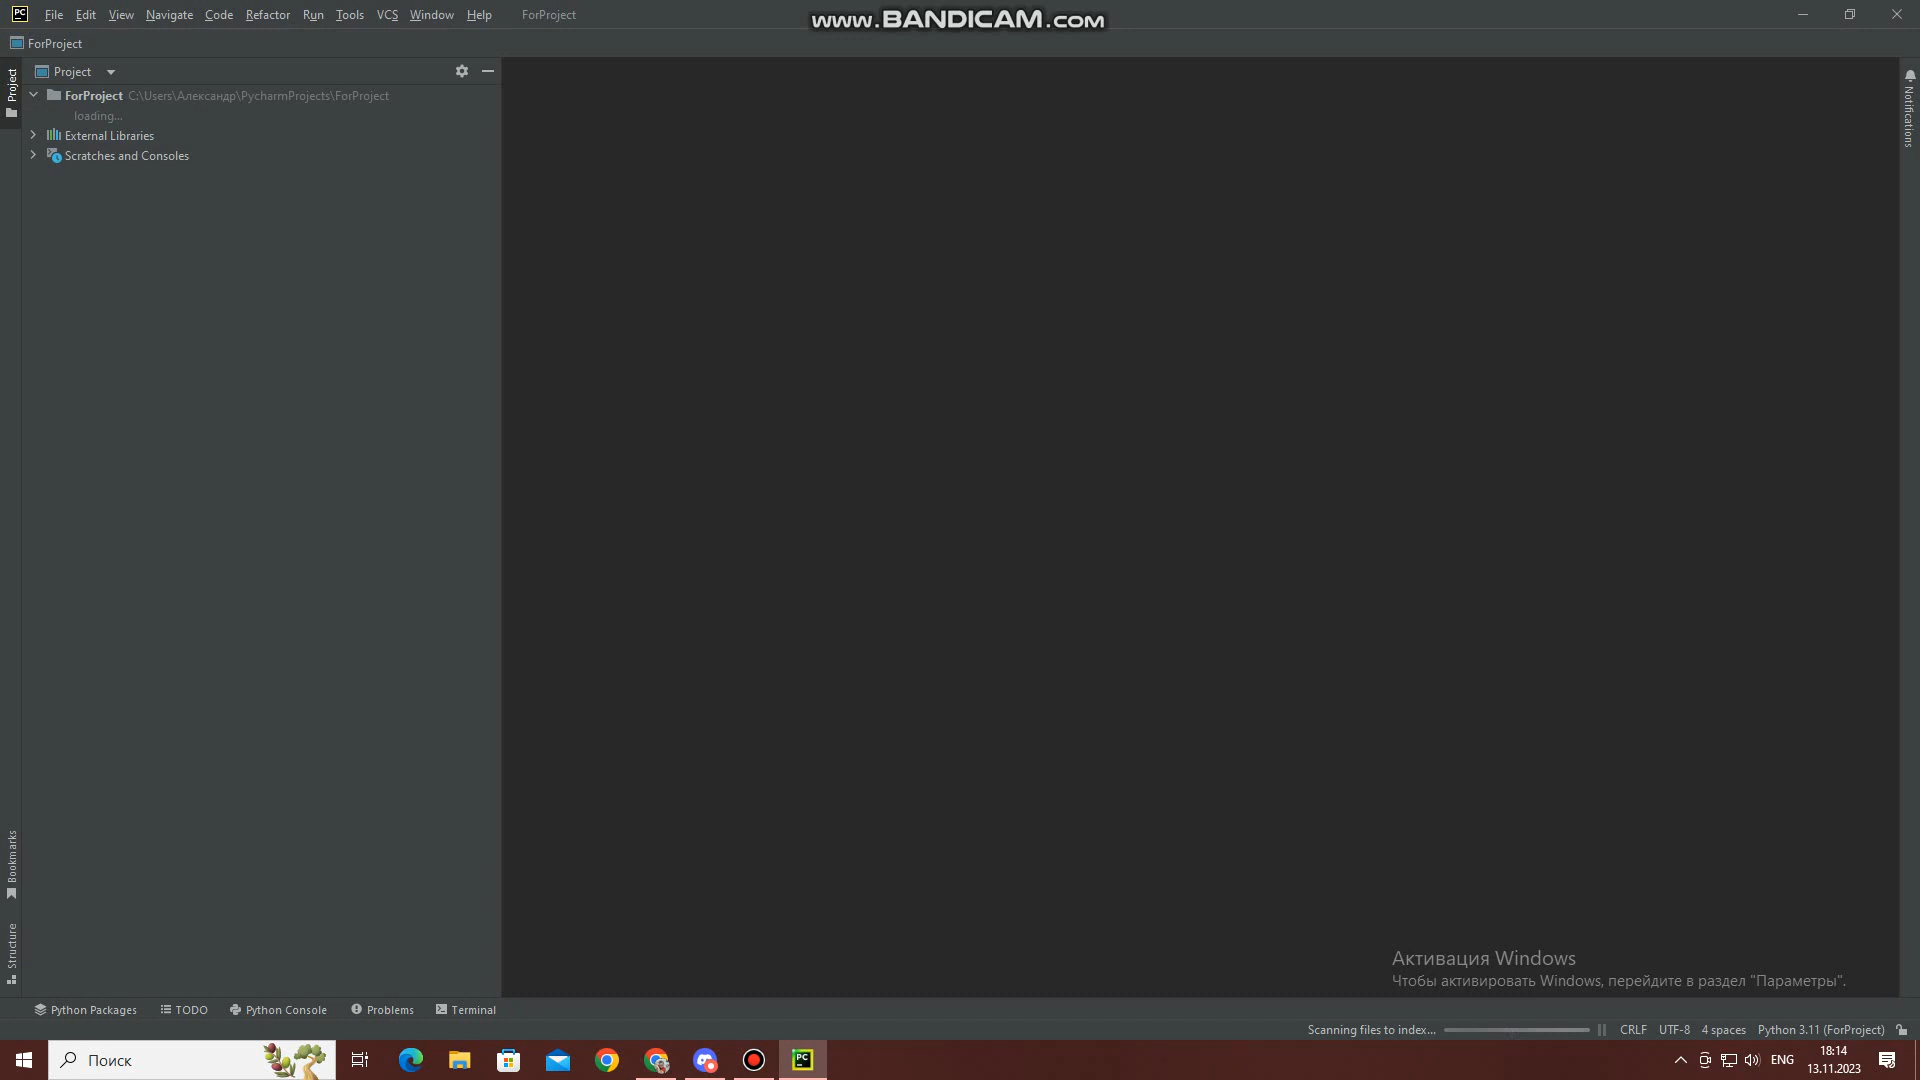 PC File Edit View Navigate Code Refactor Run Tools VCS Window Help ForProject
www.BANDICAM.com
ForProject
Project
Project
ForProject C:\Users\Александр\PycharmProjects\ForProject
loading...
External Libraries
Scratches and Consoles
Notifications
Bookmarks
Structure
Активация Windows
Чтобы активировать Windows, перейдите в раздел "Параметры".
Python Packages TODO Python Console Problems Terminal
Scanning files to index... CRLF UTF-8 4 spaces Python 3.11 (ForProject)
Поиск PC ENG 18:14
13.11.2023